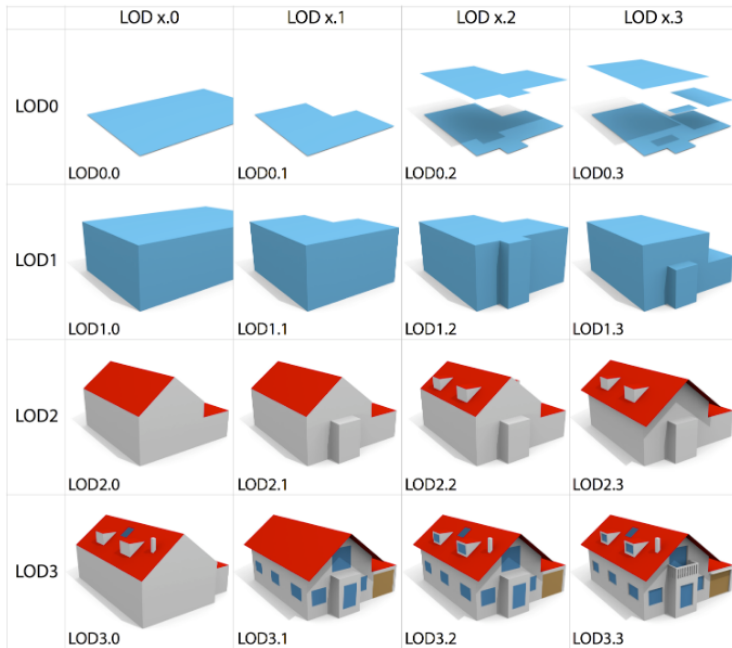 LOD x.0 LOD x.1 LOD x.2 LOD x.3
LOD0
LOD0.0 LOD0.1 LOD0.2 LOD0.3
LOD1
LOD1.0 LOD1.1 LOD1.2 LOD1.3
LOD2
LOD2.0 LOD2.1 LOD2.2 LOD2.3
LOD3
LOD3.0 LOD3.1 LOD3.2 LOD3.3